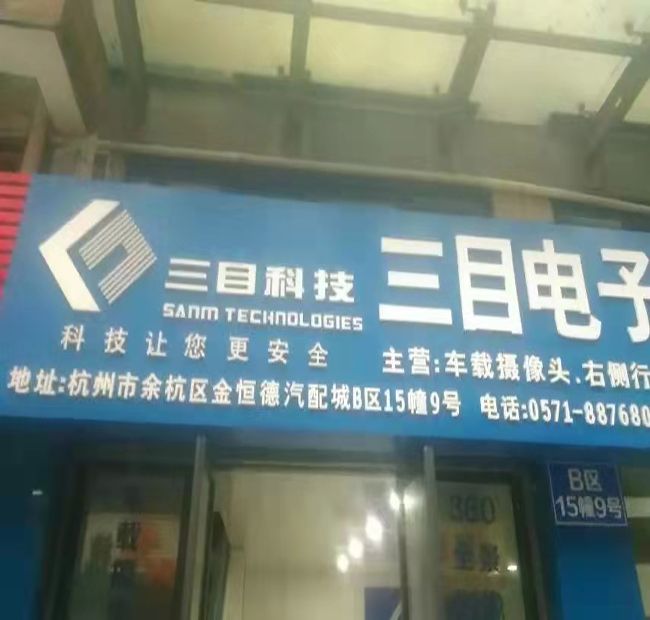 三目科技
SANM TECHNOLOGIES
三目电子
科技让您更安全
主营:车载摄像头.右侧行
地址:杭州市余杭区金恒德汽配城B区15幢9号 电话:0571-887680
B区
15幢9号
360